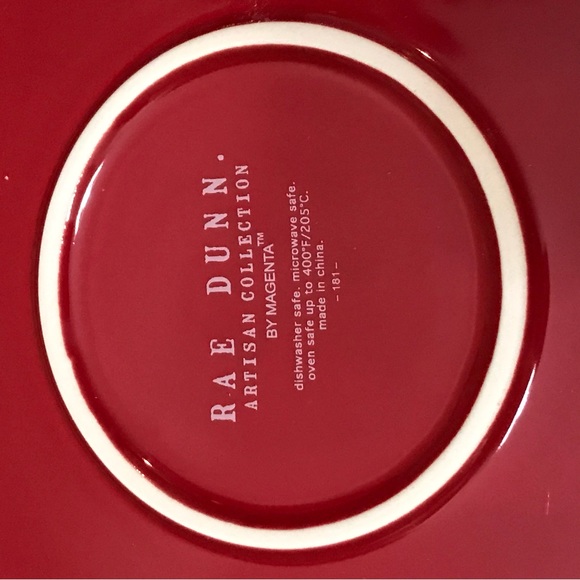 RAE DUNN.
ARTISAN COLLECTION
BY MAGENTA™
dishwasher safe. microwave safe.
oven safe up to 400°F/205°C.
made in china.
–181–